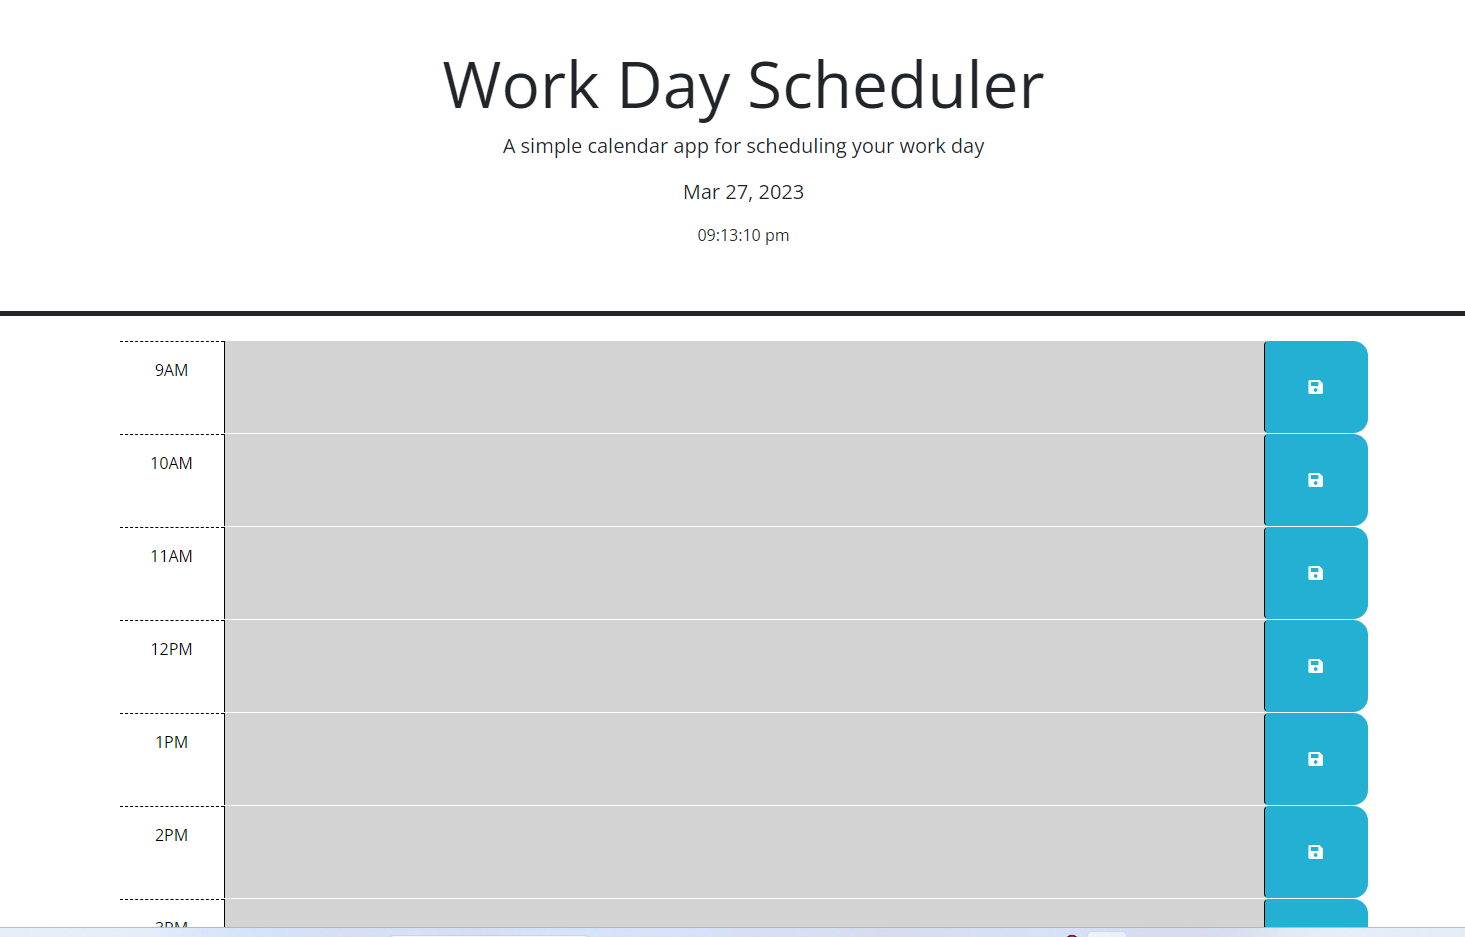 Work Day Scheduler
A simple calendar app for scheduling your work day
Mar 27, 2023
09:13:10 pm
9AM
10AM
11AM
12PM
1PM
2PM
3PM